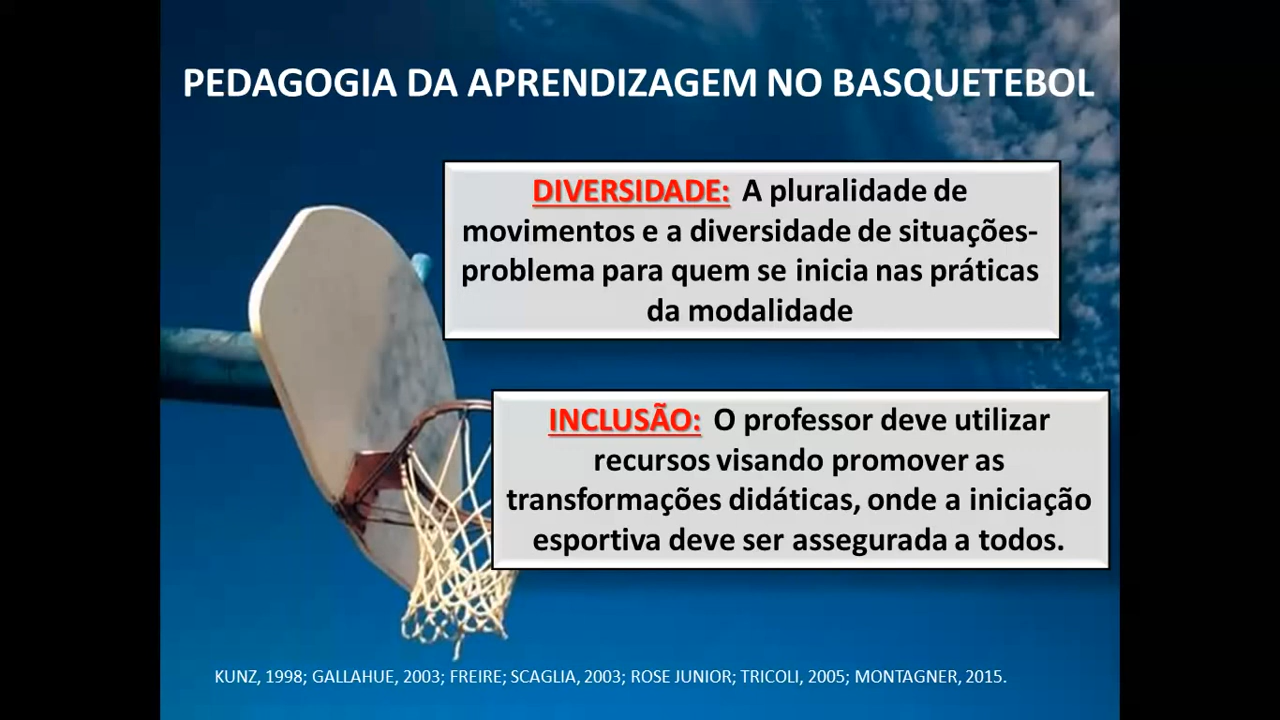 PEDAGOGIA DA APRENDIZAGEM NO BASQUETEBOL
DIVERSIDADE: A pluralidade de
movimentos e a diversidade de situações-
problema para quem se inicia nas práticas
da modalidade
INCLUSÃO: O professor deve utilizar
recursos visando promover as
transformações didáticas, onde a iniciação
esportiva deve ser assegurada a todos.
KUNZ, 1998; GALLAHUE, 2003; FREIRE; SCAGLIA, 2003; ROSE JUNIOR; TRICOLI, 2005; MONTAGNER, 2015.